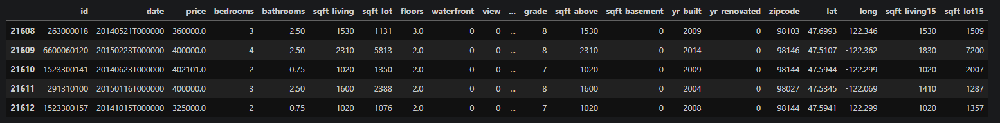 id date price bedrooms bathrooms sqft_living sqft_lot floors waterfront view ... grade sqft_above sqft_basement yr_built yr_renovated zipcode lat long sqft_living15 sqft_lot15
21608 263000018 20140521T000000 360000.0 3 2.50 1530 1131 3.0 0 0 ... 8 1530 0 2009 0 98103 47.6993 -122.346 1530 1509
21609 6600060120 20150223T000000 400000.0 4 2.50 2310 5813 2.0 0 0 ... 8 2310 0 2014 0 98146 47.5107 -122.362 1830 7200
21610 1523300141 20140623T000000 402101.0 2 0.75 1020 1350 2.0 0 0 ... 7 1020 0 2009 0 98144 47.5944 -122.299 1020 2007
21611 291310100 20150116T000000 400000.0 3 2.50 1600 2388 2.0 0 0 ... 8 1600 0 2004 0 98027 47.5345 -122.069 1410 1287
21612 1523300157 20141015T000000 325000.0 2 0.75 1020 1076 2.0 0 0 ... 7 1020 0 2008 0 98144 47.5941 -122.299 1020 1357